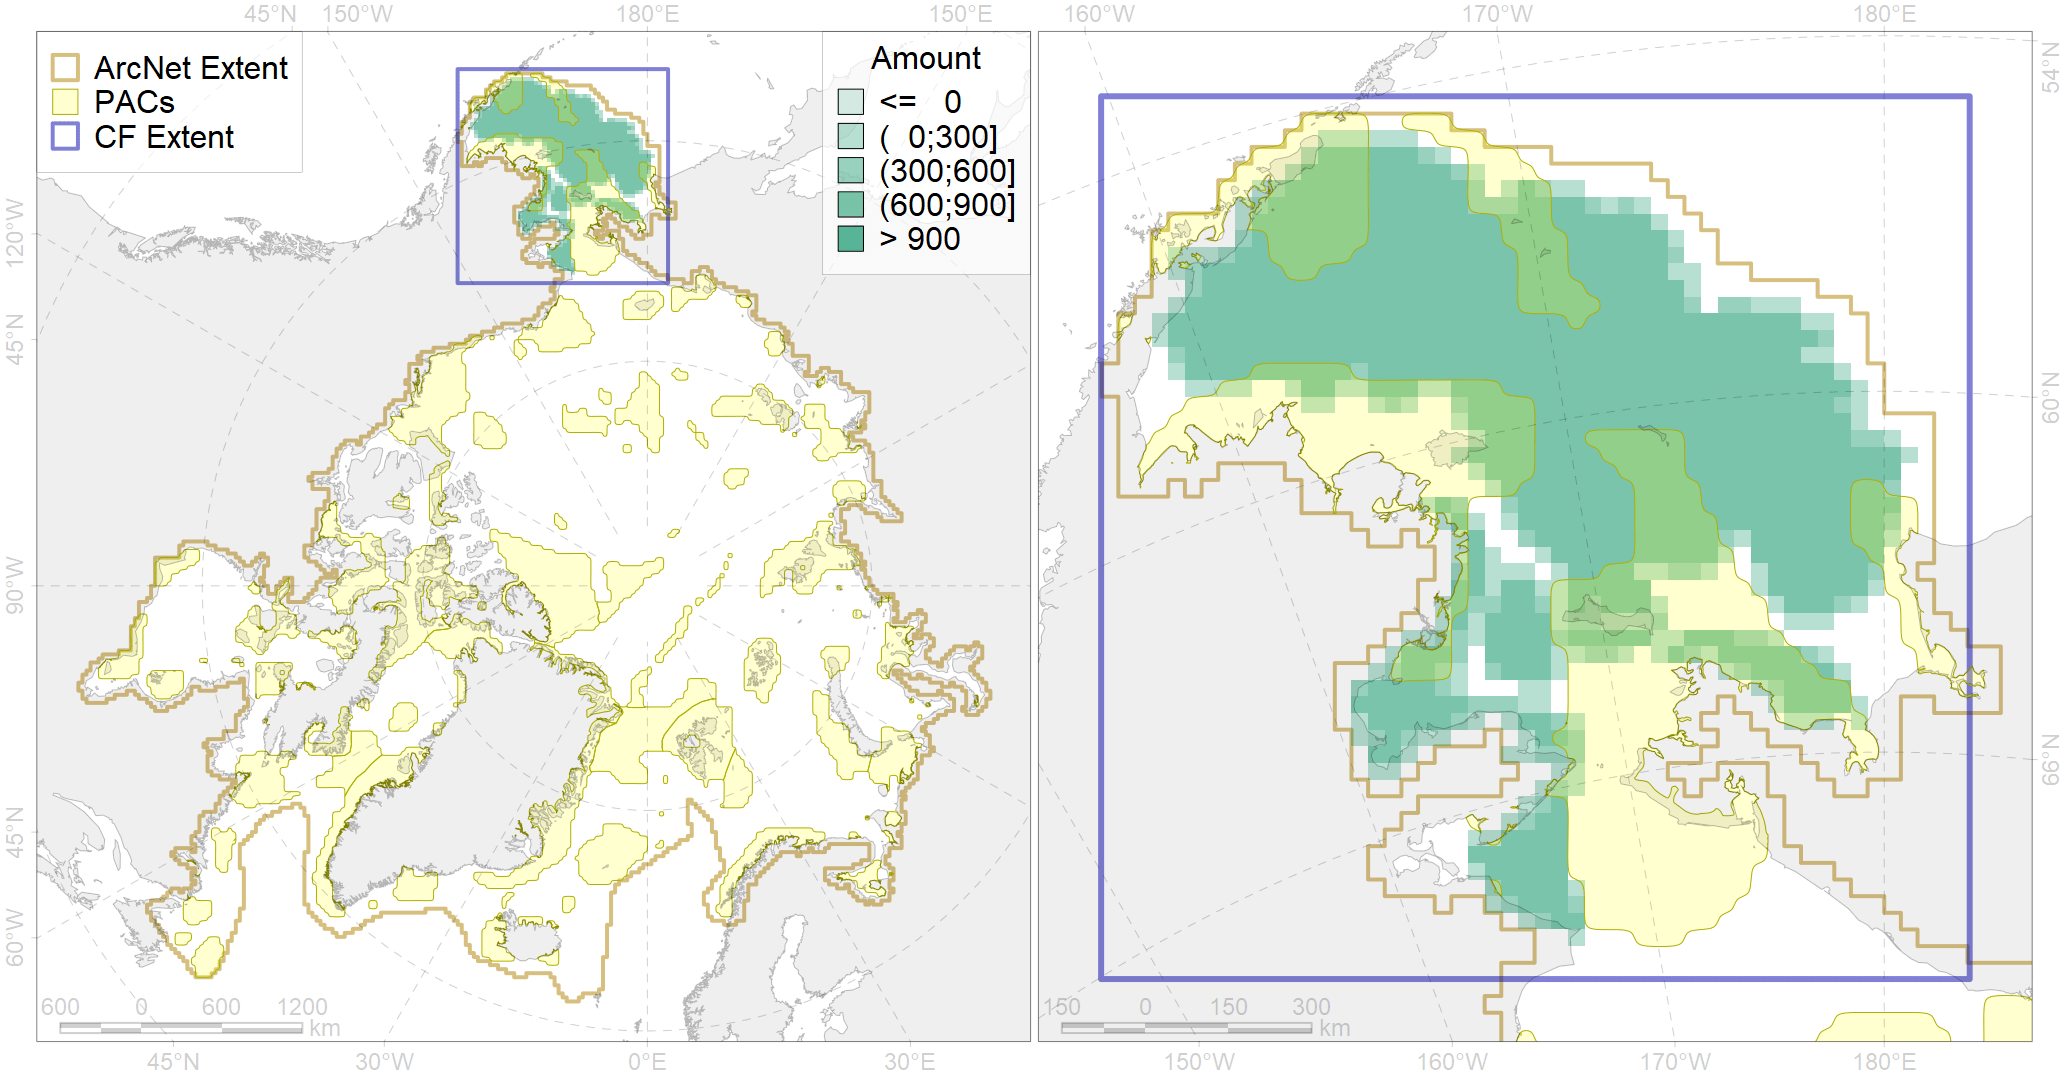 45°N 150°W 180°E 150°E 160°W 170°W 180°E
ArcNet Extent
PACs
CF Extent
Amount
<= 0
( 0;300]
(300;600]
(600;900]
> 900
120°W
45°N
90°W
45°N
60°W
54°N
60°N
66°N
600 0 600 1200
km
150 0 150 300
km
45°N 30°W 0°E 30°E 150°W 160°W 170°W 180°E